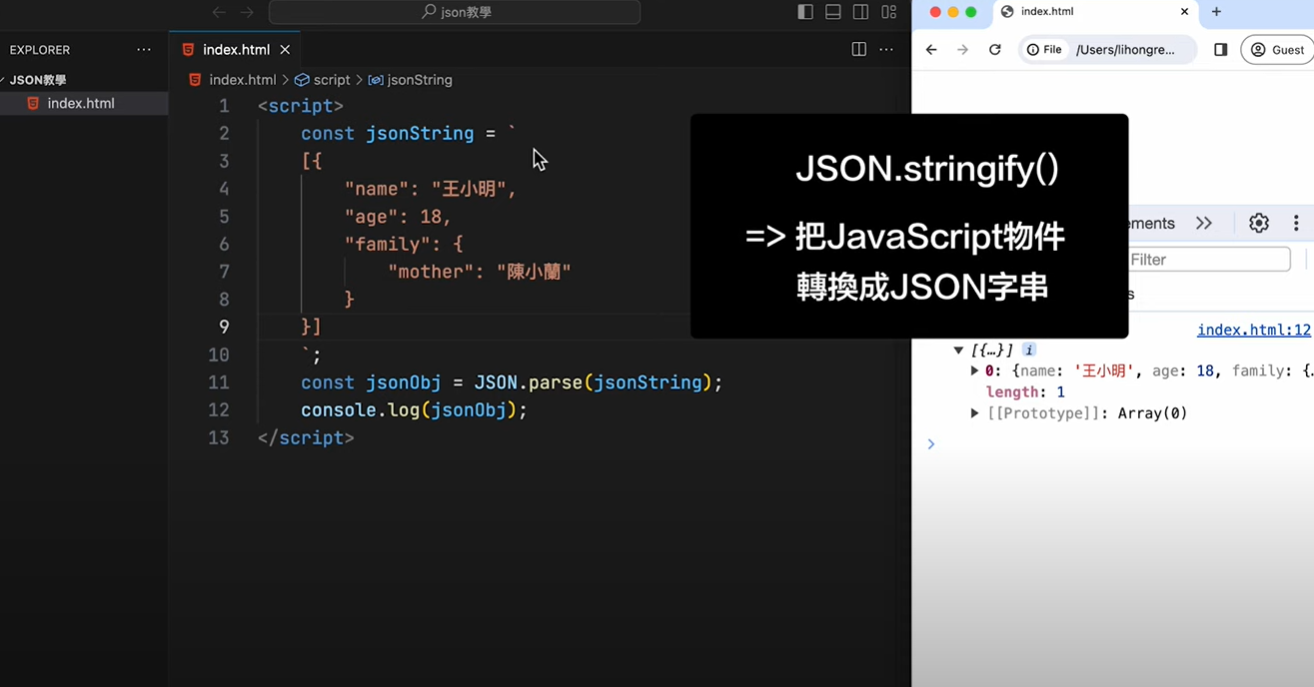 json教學
EXPLORER
JSON教學
index.html
index.html
index.html > script > jsonString
1 <script>
2 const jsonString = `
3 [{
4 "name": "王小明",
5 "age": 18,
6 "family": {
7 "mother": "陳小蘭"
8 }
9 }]
10 `;
11 const jsonObj = JSON.parse(jsonString);
12 console.log(jsonObj);
13 </script>
JSON.stringify()
=> 把JavaScript物件
轉換成JSON字串
index.html
File /Users/lihongre...
Guest
ements
Filter
s
index.html:12
[{…}] i
0: {name: '王小明', age: 18, family: {…
length: 1
[[Prototype]]: Array(0)